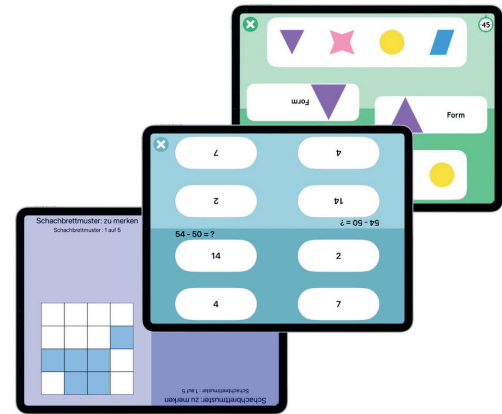 45
Form
Form
7
4
2
14
54 - 50 = ?
54 - 50 = ?
14
2
4
7
Schachbrettmuster: zu merken
Schachbrettmuster: 1 auf 5
Schachbrettmuster: 1 auf 5
Schachbrettmuster: zu merken